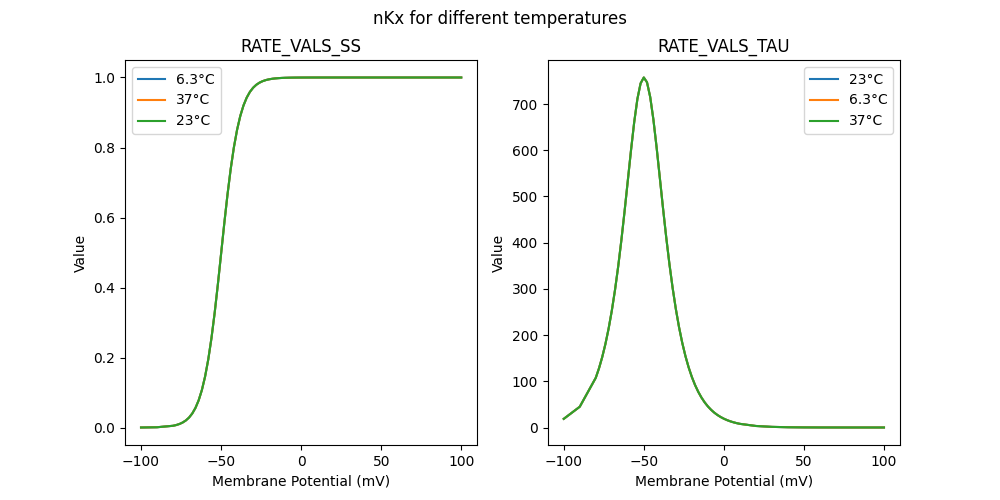 nKx for different temperatures
RATE_VALS_SS
6.3°C
37°C
23°C
1.0
0.8
0.6
0.4
0.2
0.0
Value
−100
−50
0
50
100
Membrane Potential (mV)
RATE_VALS_TAU
23°C
6.3°C
37°C
700
600
500
400
300
200
100
0
Value
−100
−50
0
50
100
Membrane Potential (mV)